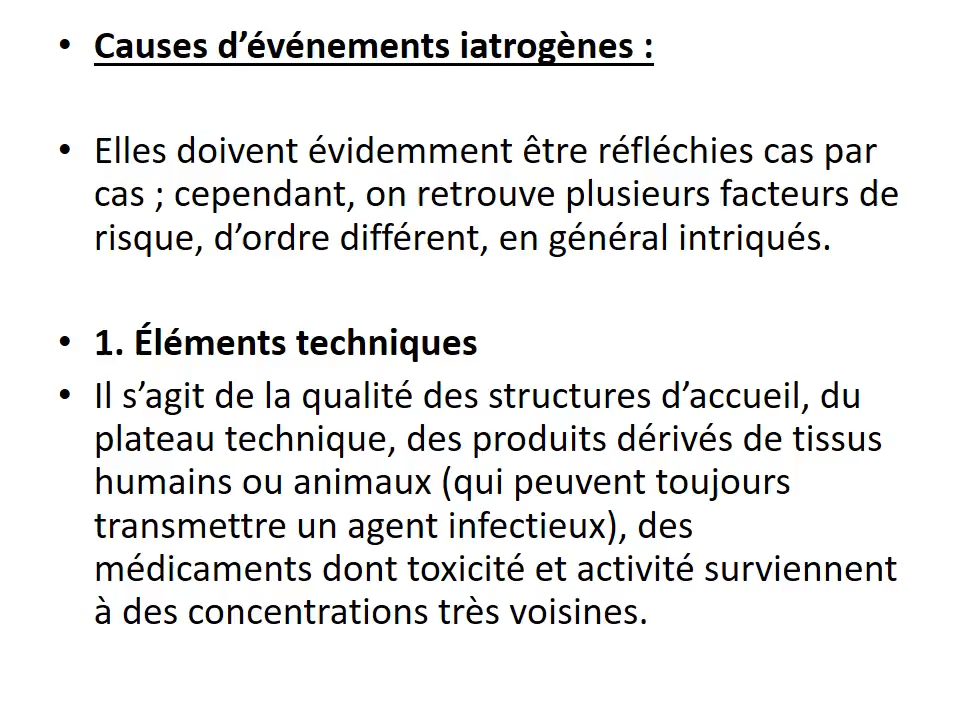 • Causes d’événements iatrogènes :
• Elles doivent évidemment être réfléchies cas par
cas ; cependant, on retrouve plusieurs facteurs de
risque, d’ordre différent, en général intriqués.
• 1. Éléments techniques
• Il s’agit de la qualité des structures d’accueil, du
plateau technique, des produits dérivés de tissus
humains ou animaux (qui peuvent toujours
transmettre un agent infectieux), des
médicaments dont toxicité et activité surviennent
à des concentrations très voisines.